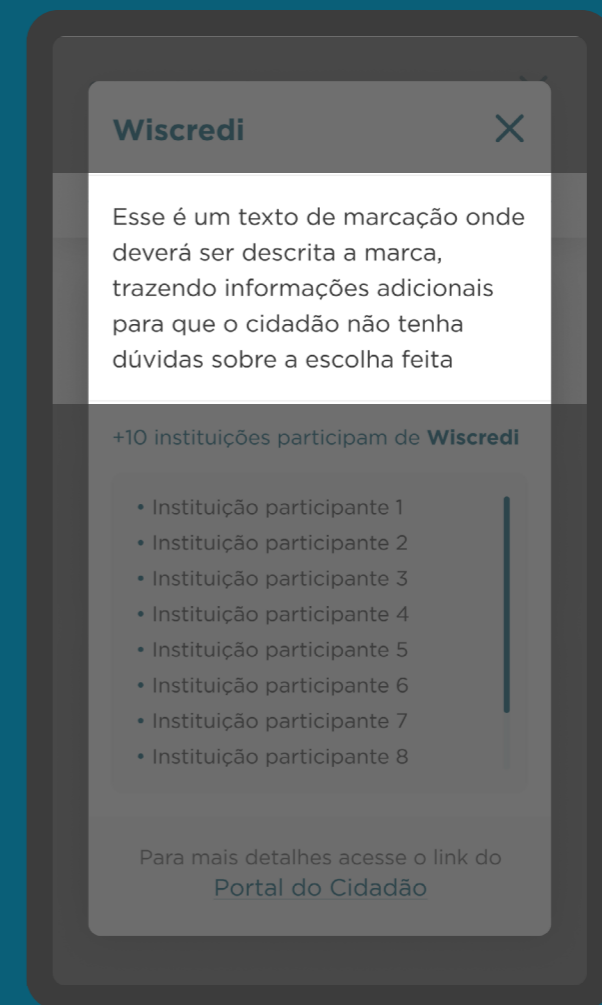 Wiscredi
Esse é um texto de marcação onde
deverá ser descrita a marca,
trazendo informações adicionais
para que o cidadão não tenha
dúvidas sobre a escolha feita
+10 instituições participam de Wiscredi
• Instituição participante 1
• Instituição participante 2
• Instituição participante 3
• Instituição participante 4
• Instituição participante 5
• Instituição participante 6
• Instituição participante 7
• Instituição participante 8
Para mais detalhes acesse o link do
Portal do Cidadão